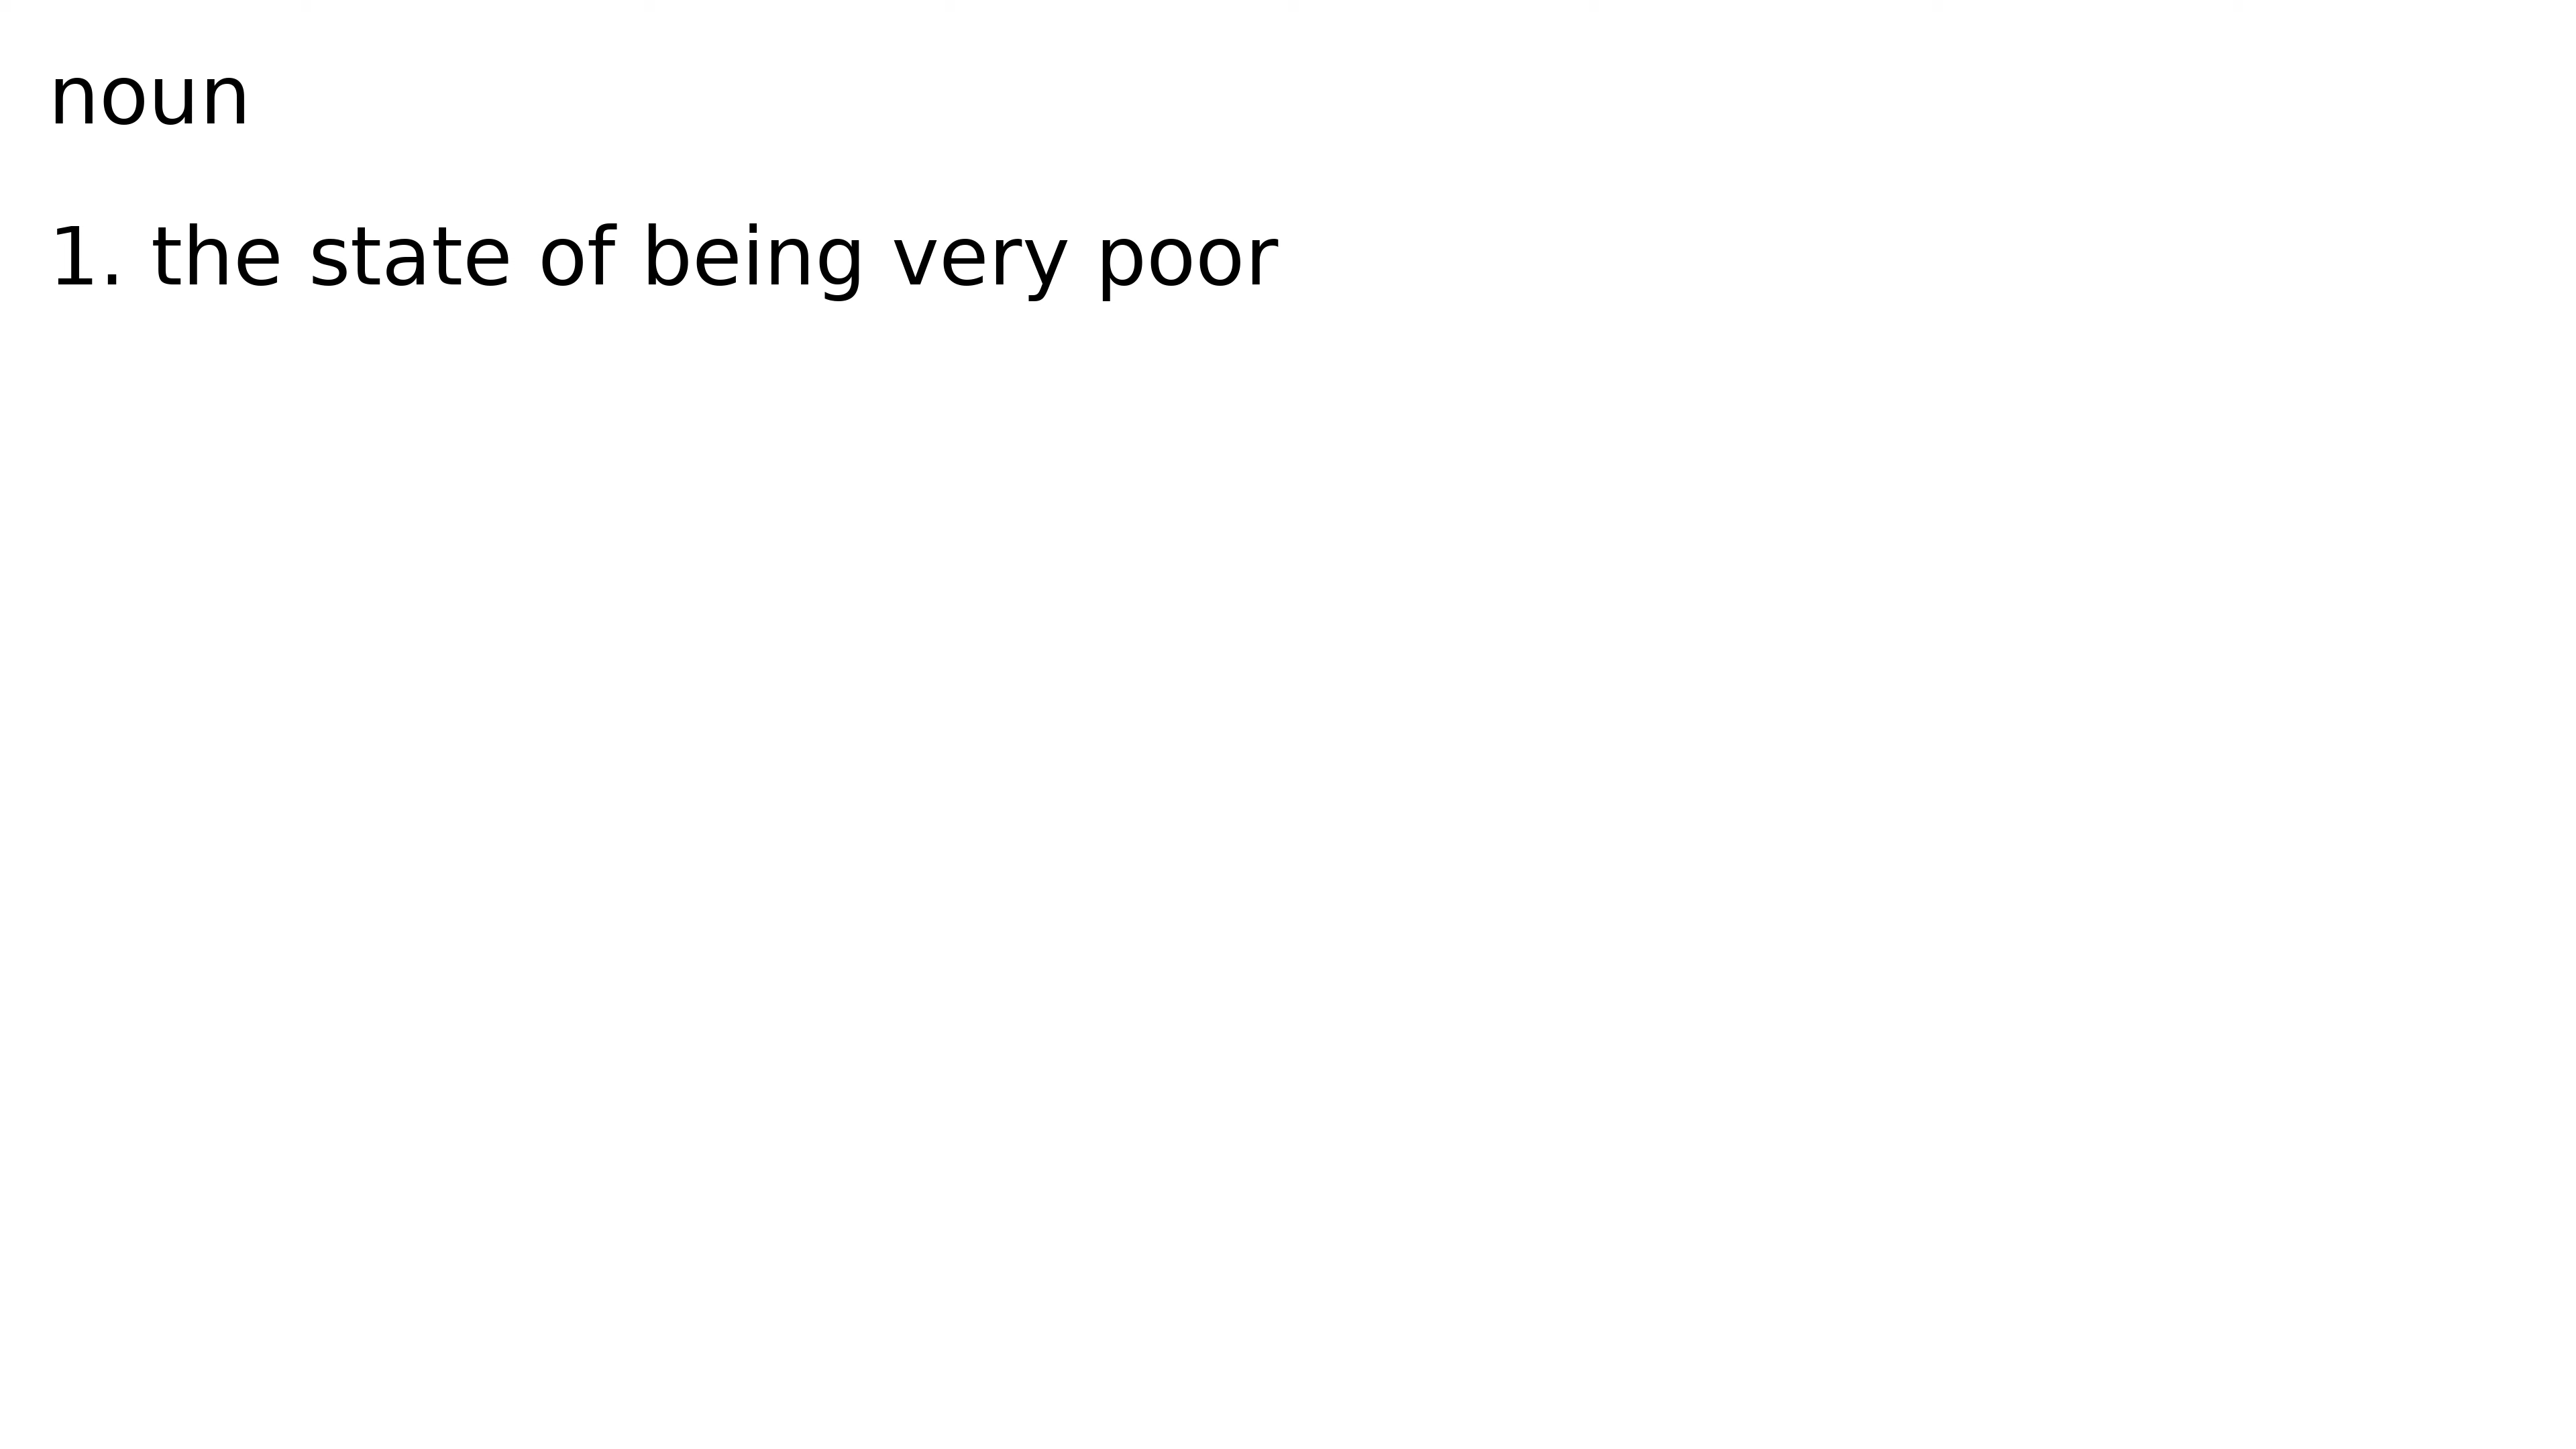 noun
1. the state of being very poor